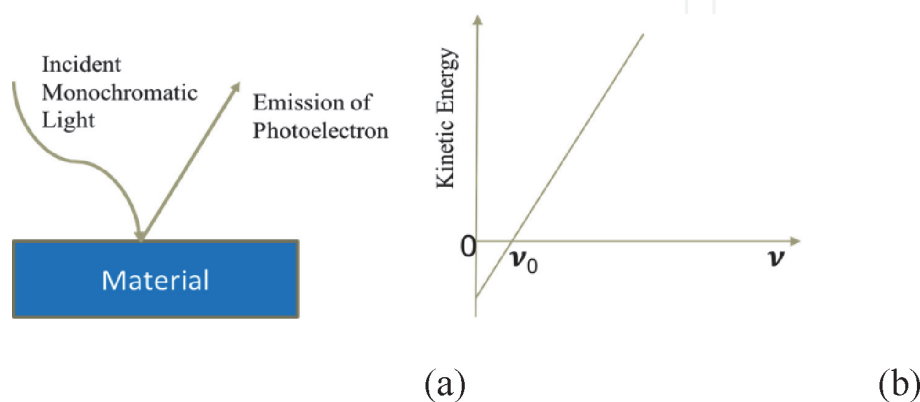 Incident
Monochromatic
Light
Emission of
Photoelectron
Material
Kinetic Energy
0
ν₀
ν
(a)
(b)